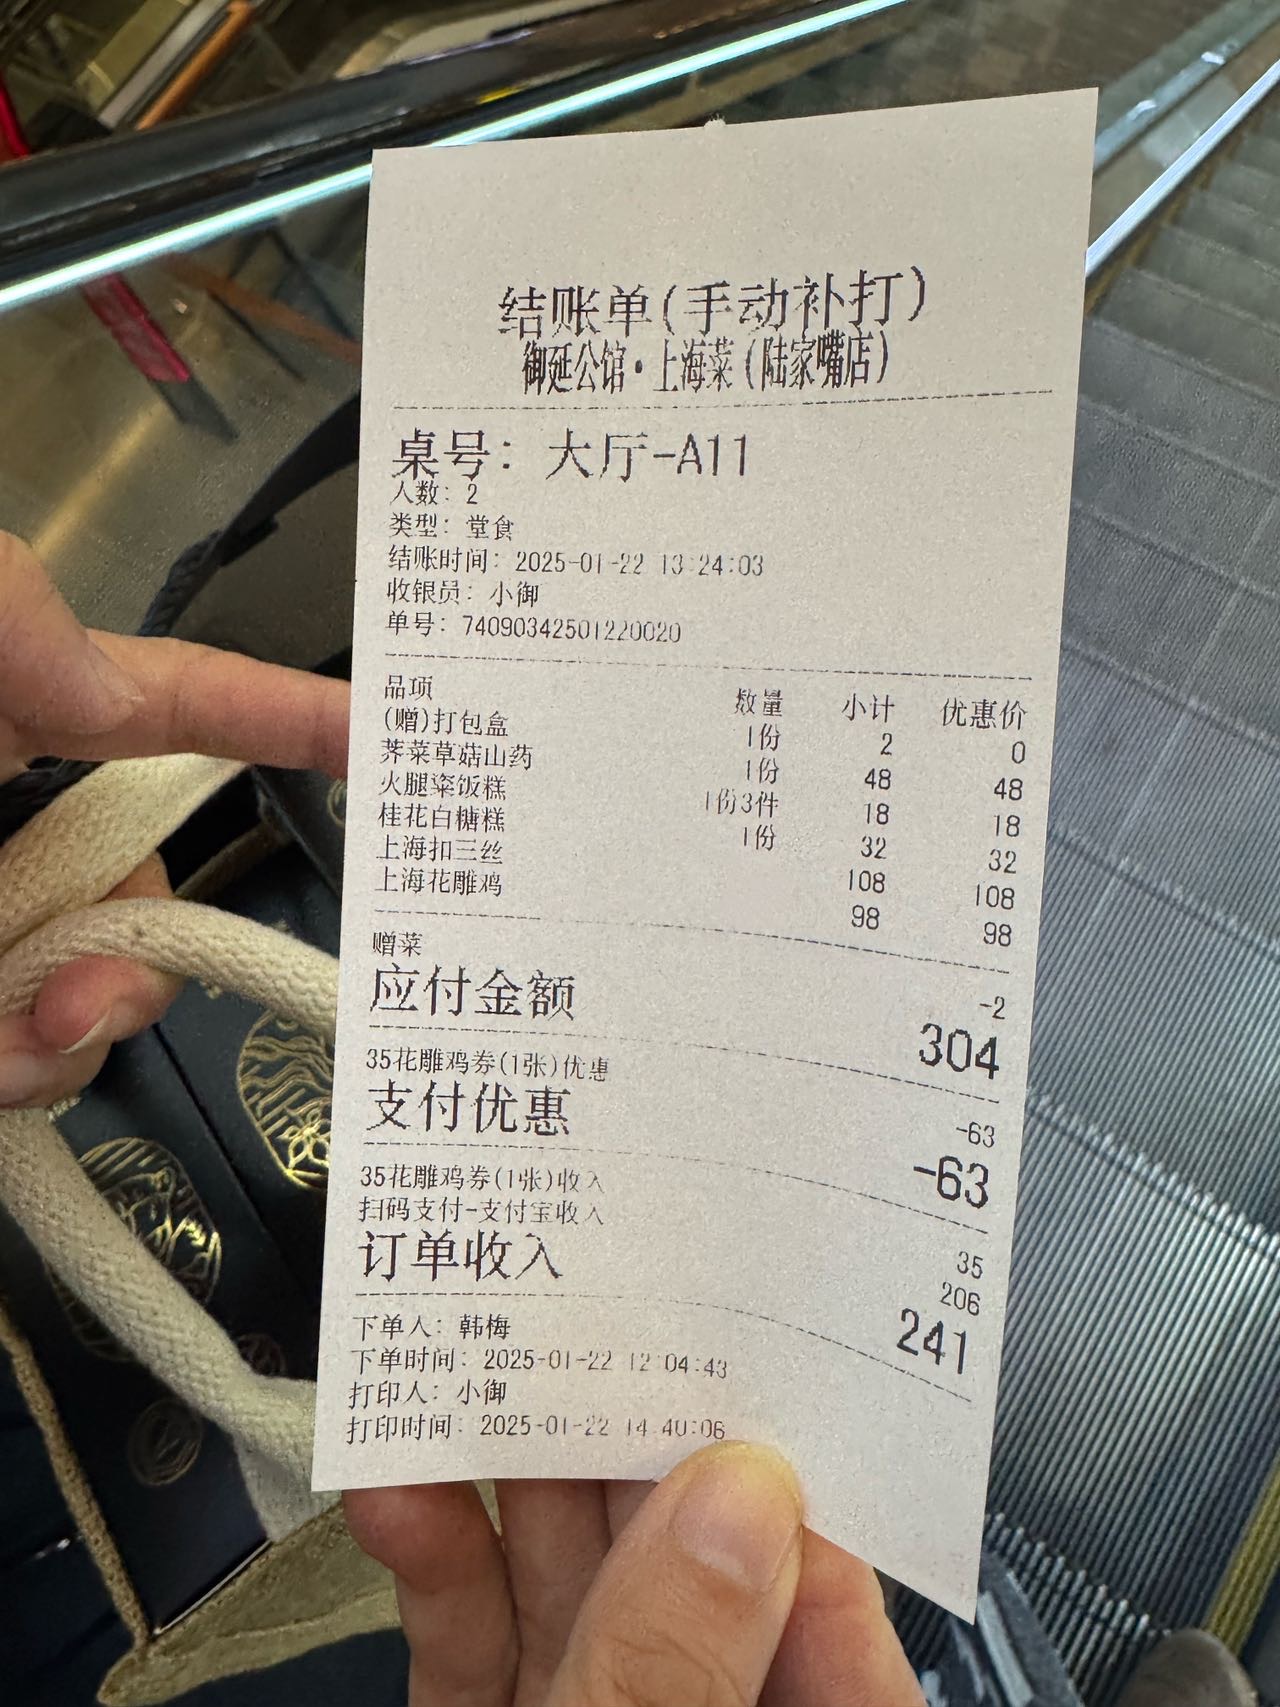 结账单(手动补打)
御延公馆·上海菜(陆家嘴店)
桌号: 大厅-A11
人数: 2
类型: 堂食
结账时间: 2025-01-22 13:24:03
收银员: 小御
单号: 74090342501220020
品项 数量 小计 优惠价
(赠)打包盒 1份 2 0
荠菜草菇山药 1份 48 48
火腿粢饭糕 1份3件 18 18
桂花白糖糕 1份 32 32
上海扣三丝 108 108
上海花雕鸡 98 98
赠菜 -2
应付金额 304
35花雕鸡券(1张)优惠 -63
支付优惠 -63
35花雕鸡券(1张)收入 35
扫码支付-支付宝收入 206
订单收入 241
下单人: 韩梅
下单时间: 2025-01-22 12:04:43
打印人: 小御
打印时间: 2025-01-22 14:40:06